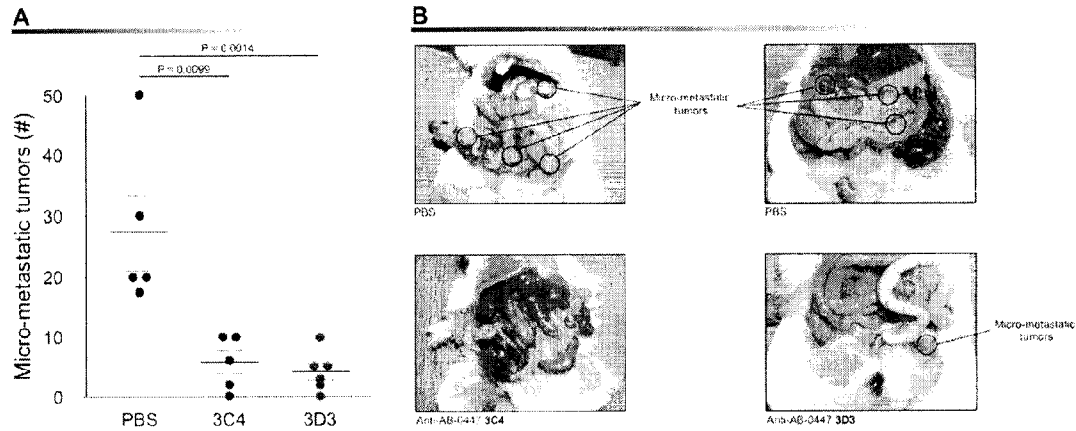 A
P = 0.0014
P = 0.0099
Micro-metastatic tumors (#)
50
40
30
20
10
0
PBS
3C4
3D3
B
Micro-metastatic
tumors
PBS
PBS
Micro-metastatic
tumors
Anti-AB-0447 3C4
Anti-AB-0447 3D3